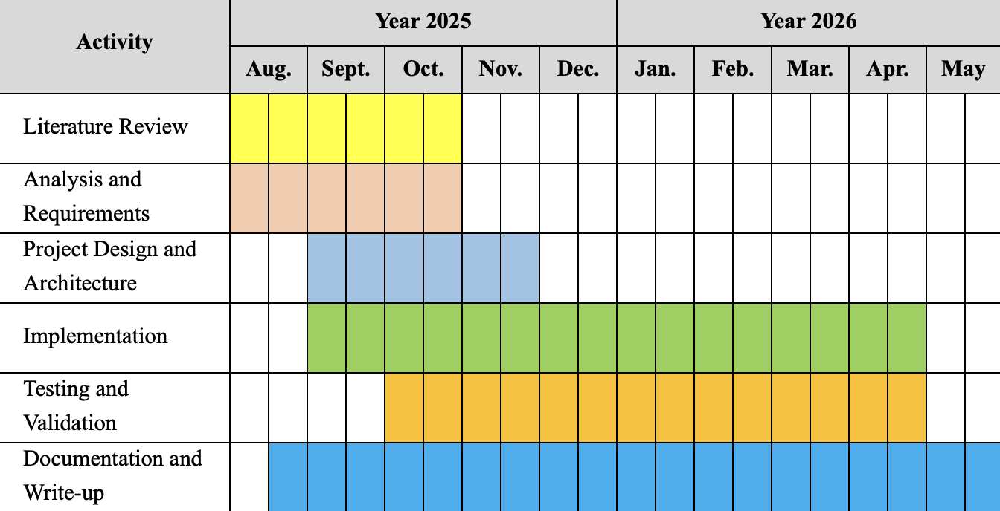 Activity
Year 2025
Year 2026
Aug.
Sept.
Oct.
Nov.
Dec.
Jan.
Feb.
Mar.
Apr.
May
Literature Review
Analysis and
Requirements
Project Design and
Architecture
Implementation
Testing and
Validation
Documentation and
Write-up